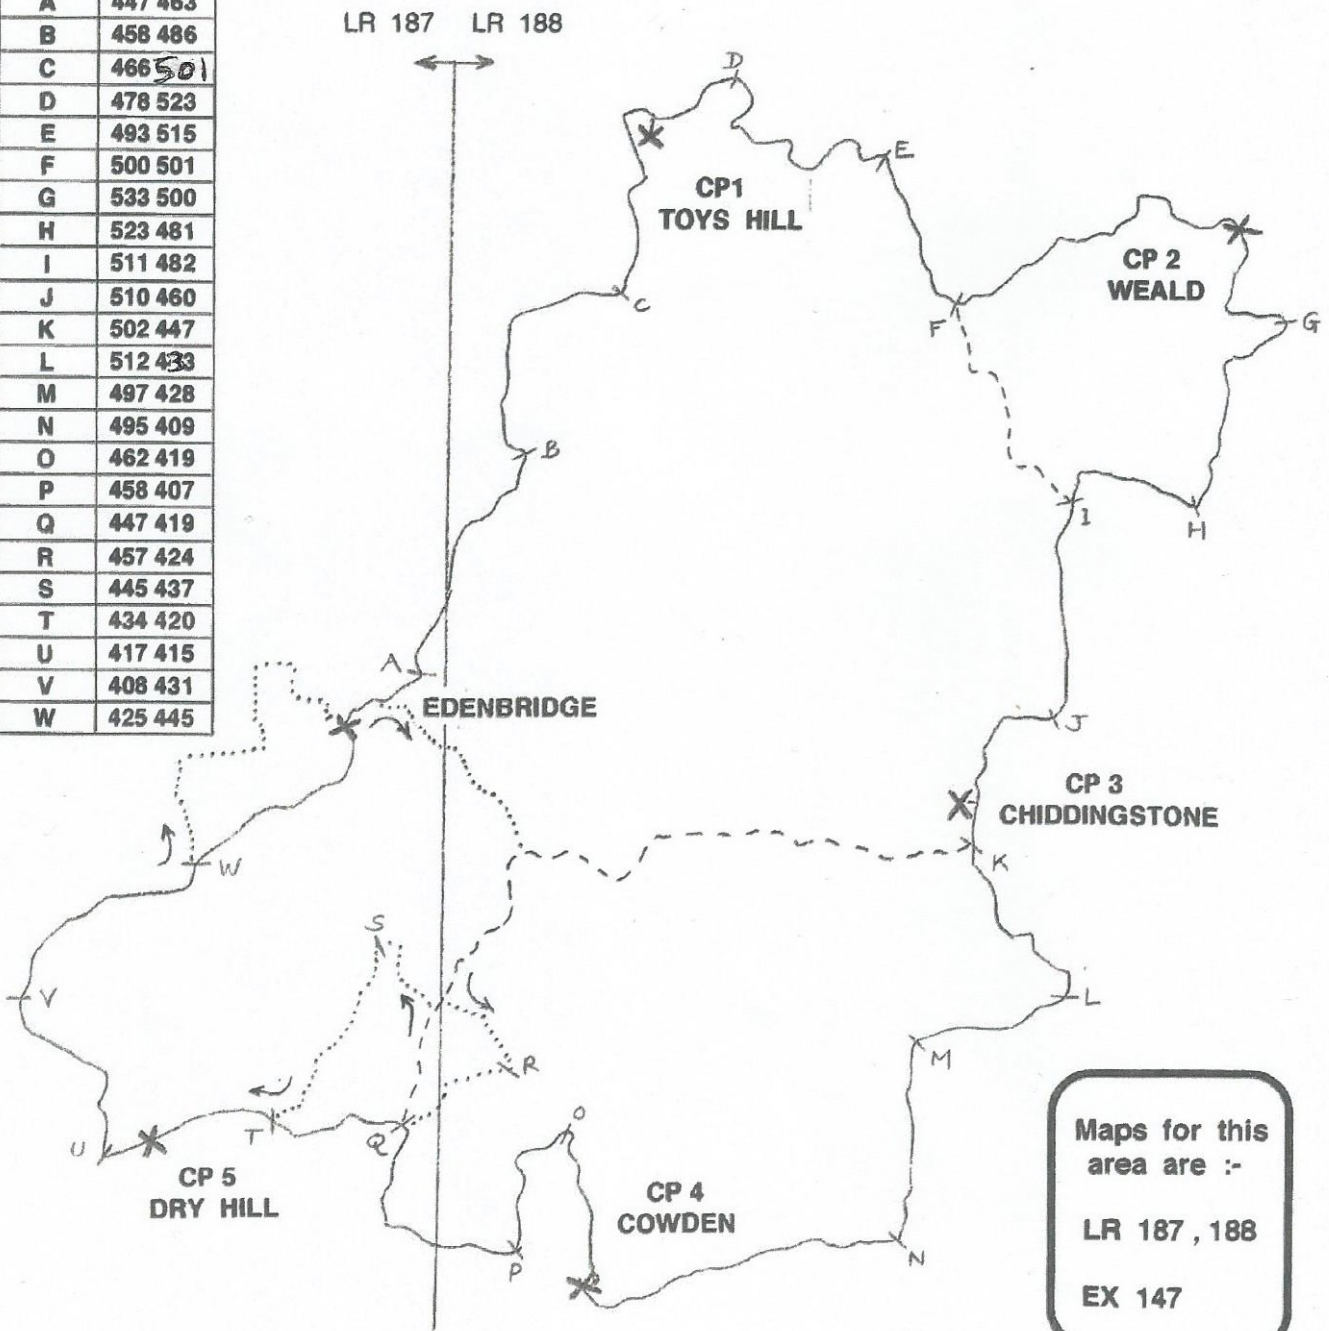 A 447 463
B 458 486
C 466 501
D 478 523
E 493 515
F 500 501
G 533 500
H 523 481
I 511 482
J 510 460
K 502 447
L 512 433
M 497 428
N 495 409
O 462 419
P 458 407
Q 447 419
R 457 424
S 445 437
T 434 420
U 417 415
V 408 431
W 425 445
LR 187 LR 188
D
E
CP1
TOYS HILL
C
F
CP 2
WEALD
G
B
I
H
A
EDENBRIDGE
J
CP 3
CHIDDINGSTONE
K
W
S
V
L
M
R
O
U
T
Q
CP 5
DRY HILL
CP 4
COWDEN
P
N
Maps for this
area are :-
LR 187 , 188
EX 147